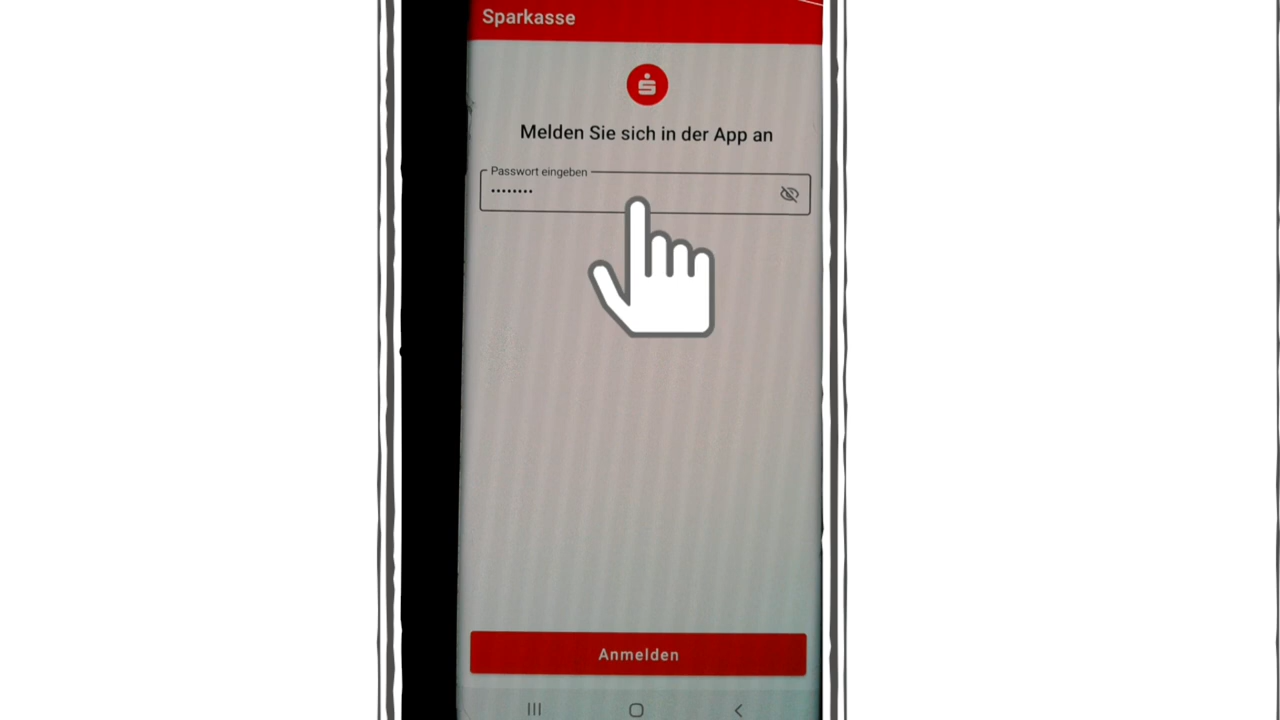 Sparkasse
Melden Sie sich in der App an
Passwort eingeben
••••••••
Anmelden